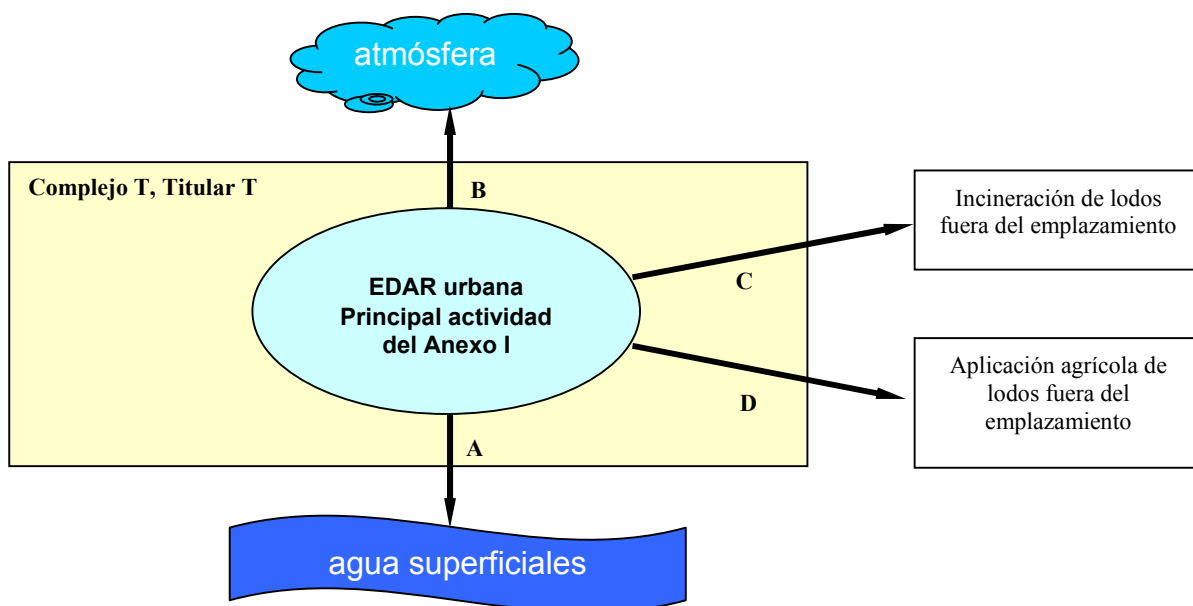 atmósfera
Complejo T, Titular T
B
EDAR urbana
Principal actividad
del Anexo I
C
Incineración de lodos
fuera del emplazamiento
D
Aplicación agrícola de
lodos fuera del
emplazamiento
A
agua superficiales